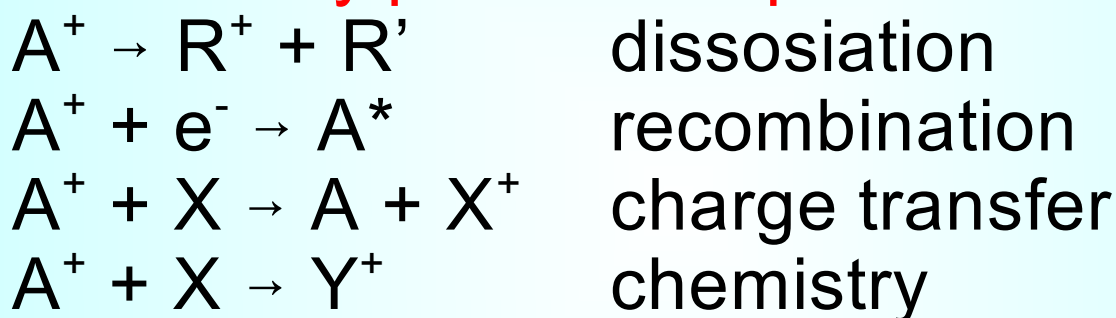 A⁺ → R⁺ + R’ dissosiation
A⁺ + e⁻ → A* recombination
A⁺ + X → A + X⁺ charge transfer
A⁺ + X → Y⁺ chemistry